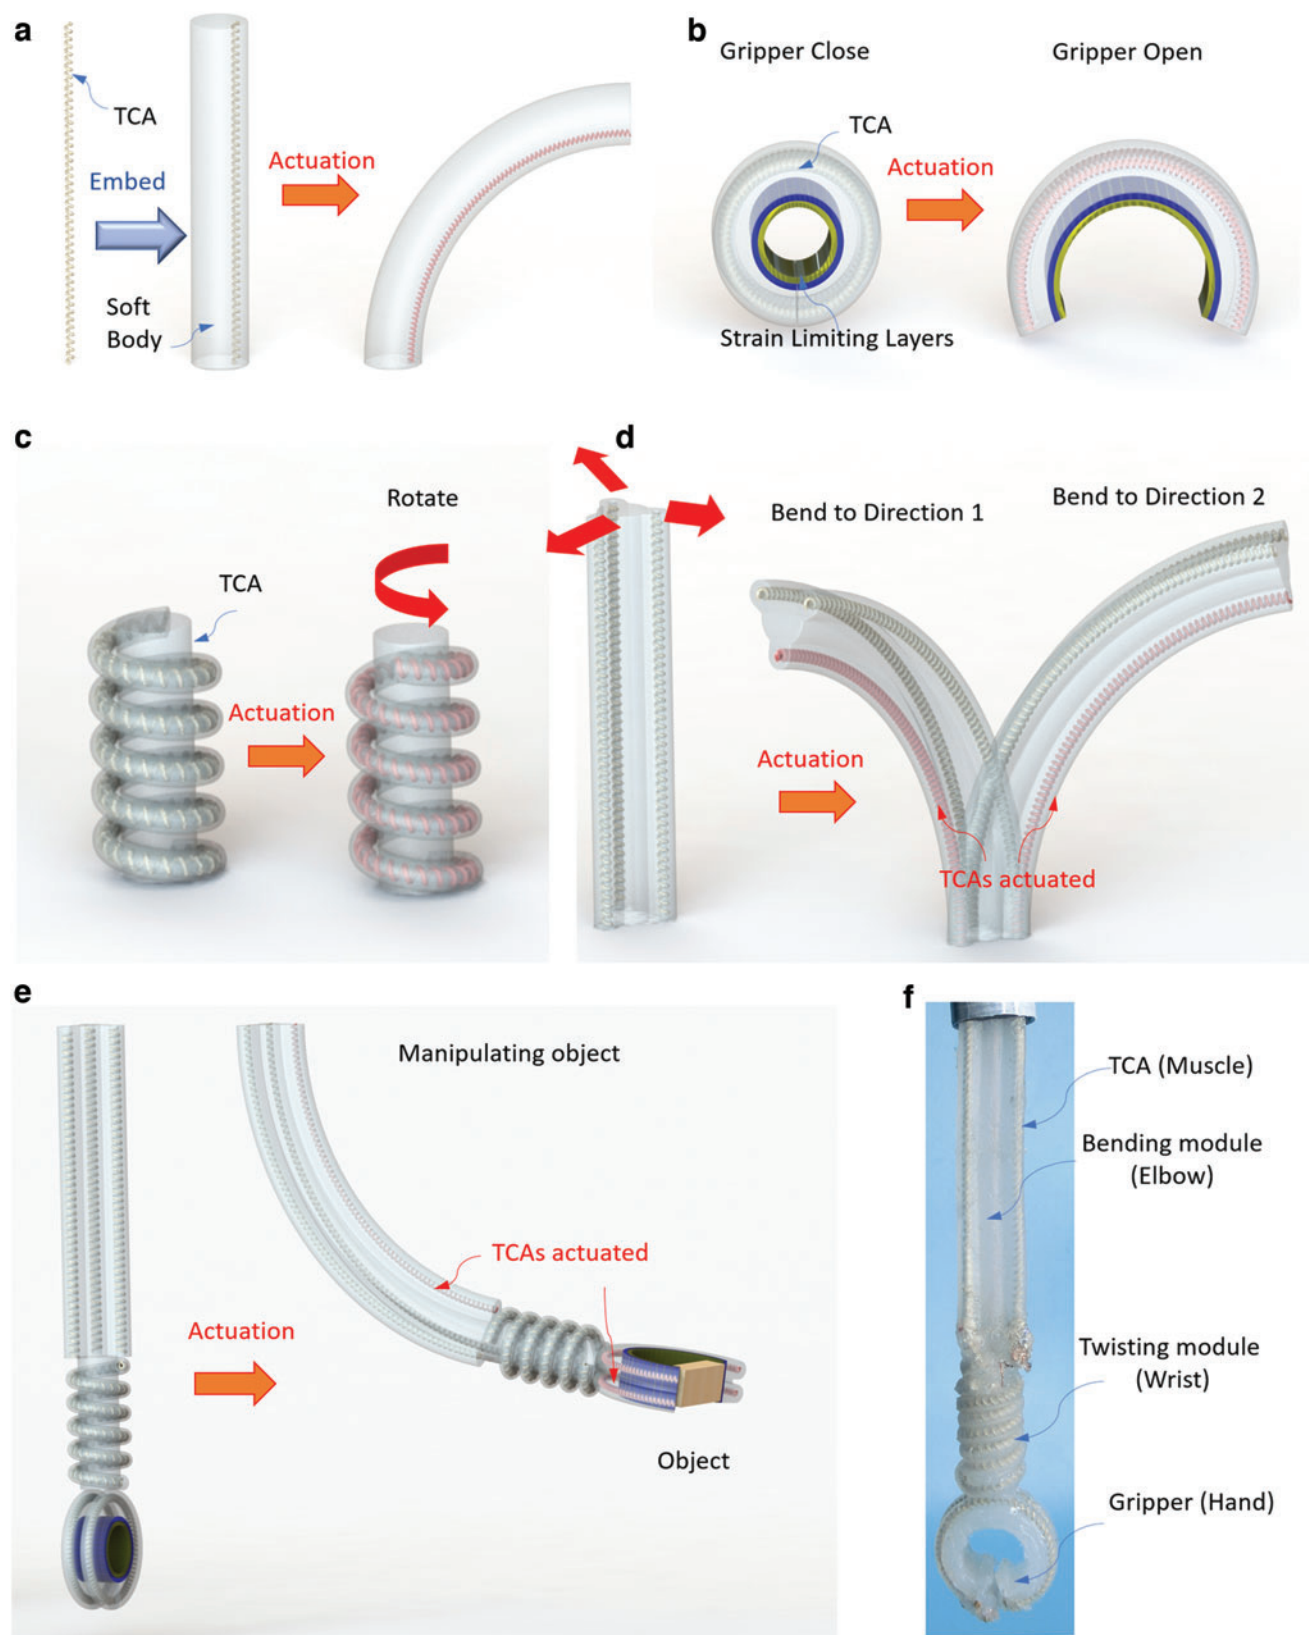 a
TCA
Embed
Soft
Body
Actuation
b
Gripper Close
Gripper Open
TCA
Actuation
Strain Limiting Layers
c
Rotate
TCA
Actuation
d
Bend to Direction 1
Bend to Direction 2
Actuation
TCAs actuated
e
Manipulating object
TCAs actuated
Actuation
Object
f
TCA (Muscle)
Bending module
(Elbow)
Twisting module
(Wrist)
Gripper (Hand)